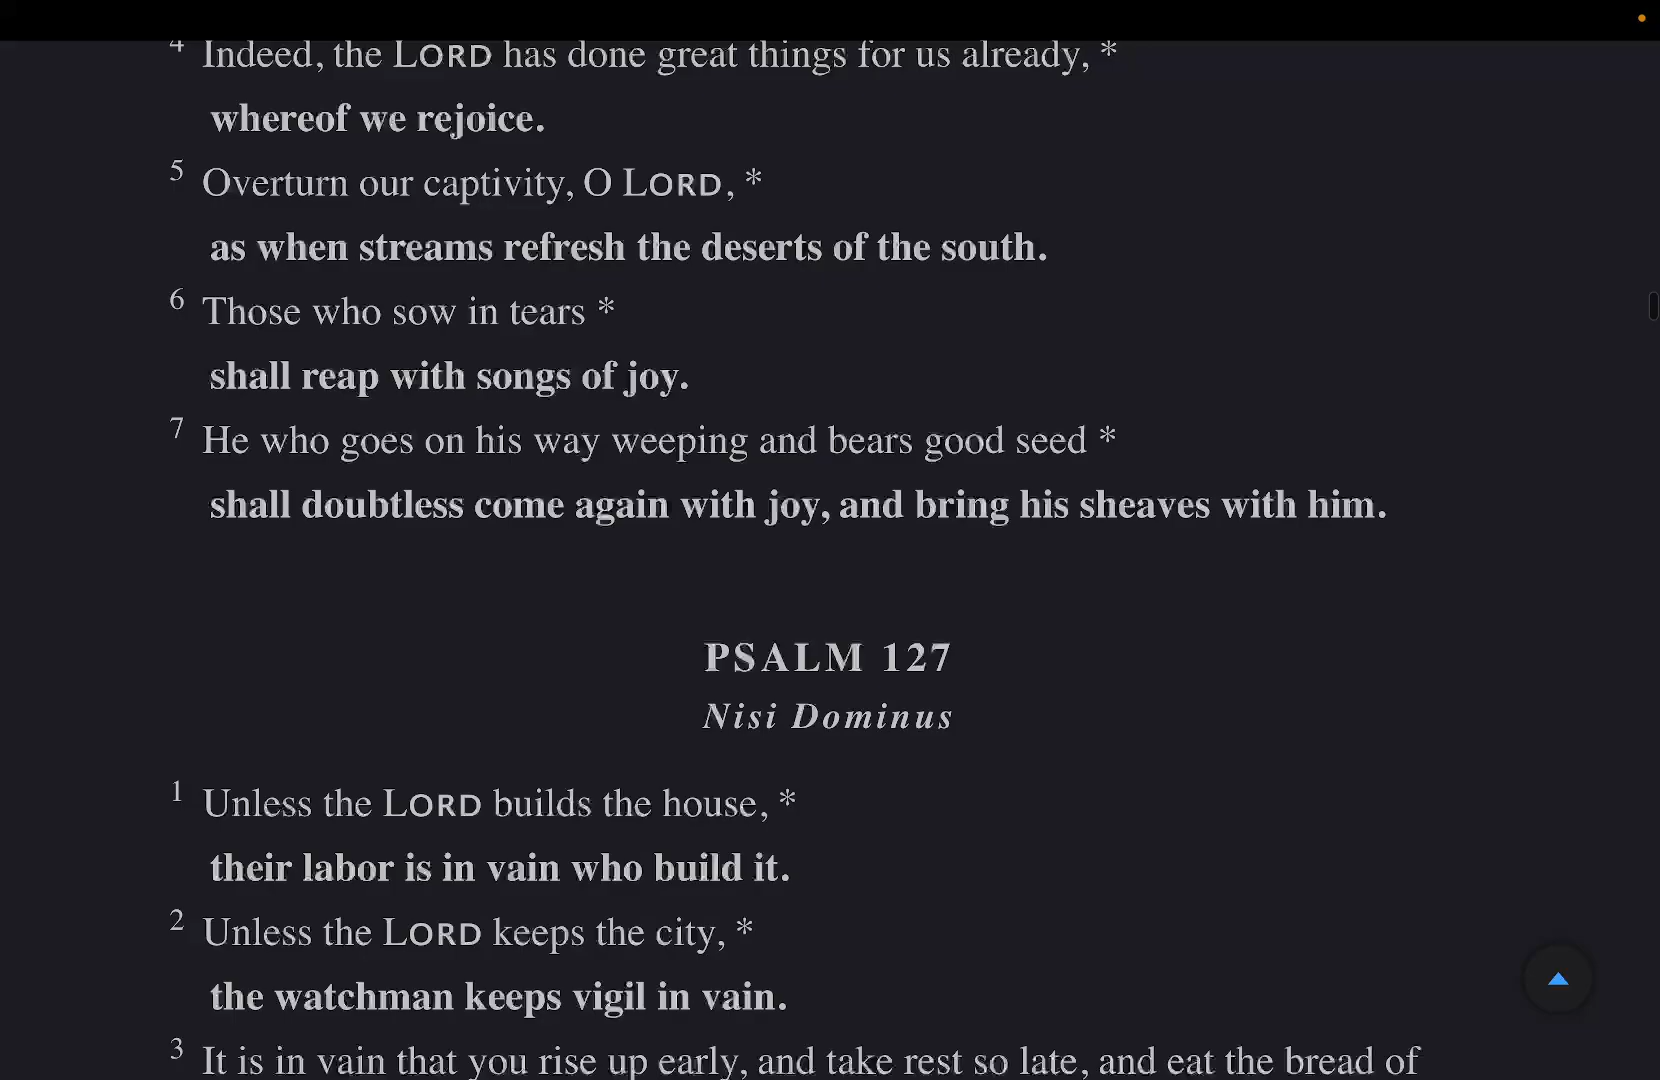 4 Indeed, the LORD has done great things for us already, *
whereof we rejoice.
5 Overturn our captivity, O LORD, *
as when streams refresh the deserts of the south.
6 Those who sow in tears *
shall reap with songs of joy.
7 He who goes on his way weeping and bears good seed *
shall doubtless come again with joy, and bring his sheaves with him.
PSALM 127
Nisi Dominus
1 Unless the LORD builds the house, *
their labor is in vain who build it.
2 Unless the LORD keeps the city, *
the watchman keeps vigil in vain.
3 It is in vain that you rise up early, and take rest so late, and eat the bread of